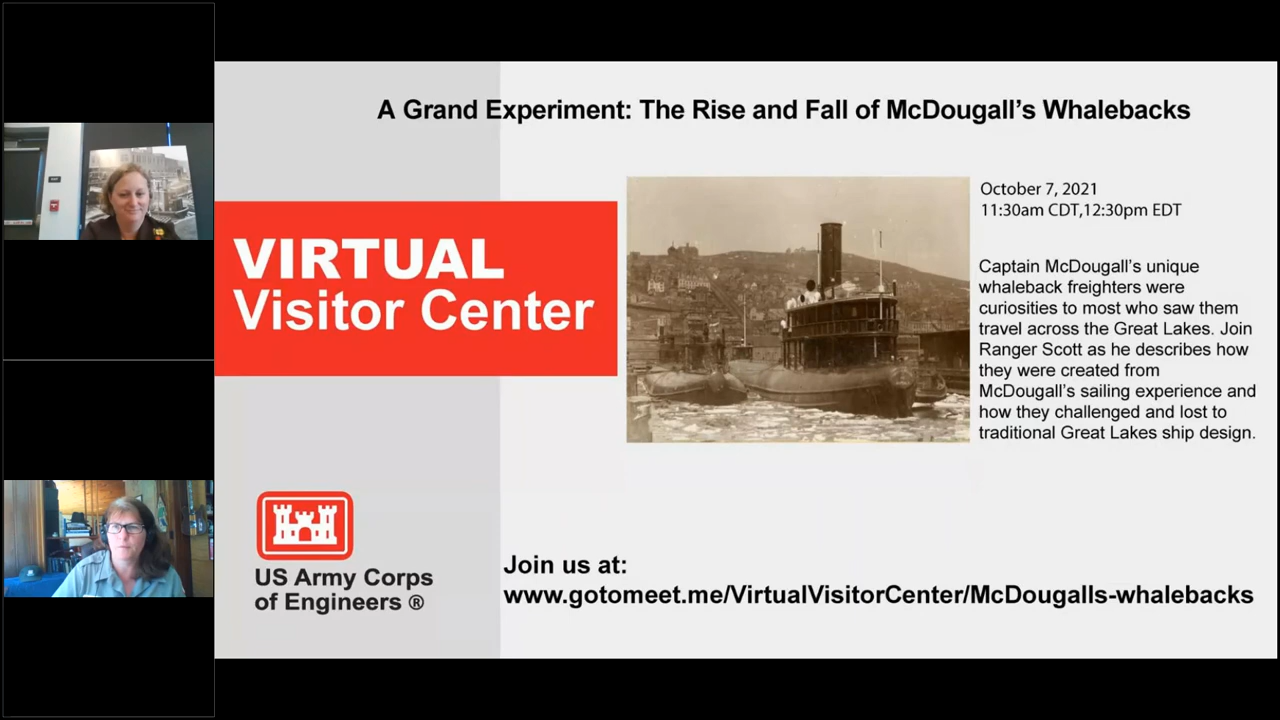 A Grand Experiment: The Rise and Fall of McDougall's Whalebacks
VIRTUAL
Visitor Center
October 7, 2021
11:30am CDT,12:30pm EDT
Captain McDougall's unique
whaleback freighters were
curiosities to most who saw them
travel across the Great Lakes. Join
Ranger Scott as he describes how
they were created from
McDougall's sailing experience and
how they challenged and lost to
traditional Great Lakes ship design.
US Army Corps
of Engineers ®
Join us at:
www.gotomeet.me/VirtualVisitorCenter/McDougalls-whalebacks